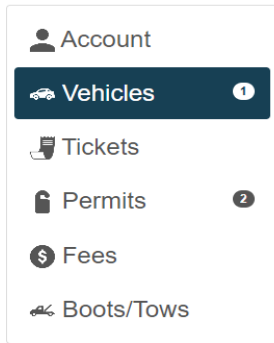 Account
Vehicles 1
Tickets
Permits 2
$ Fees
Boots/Tows